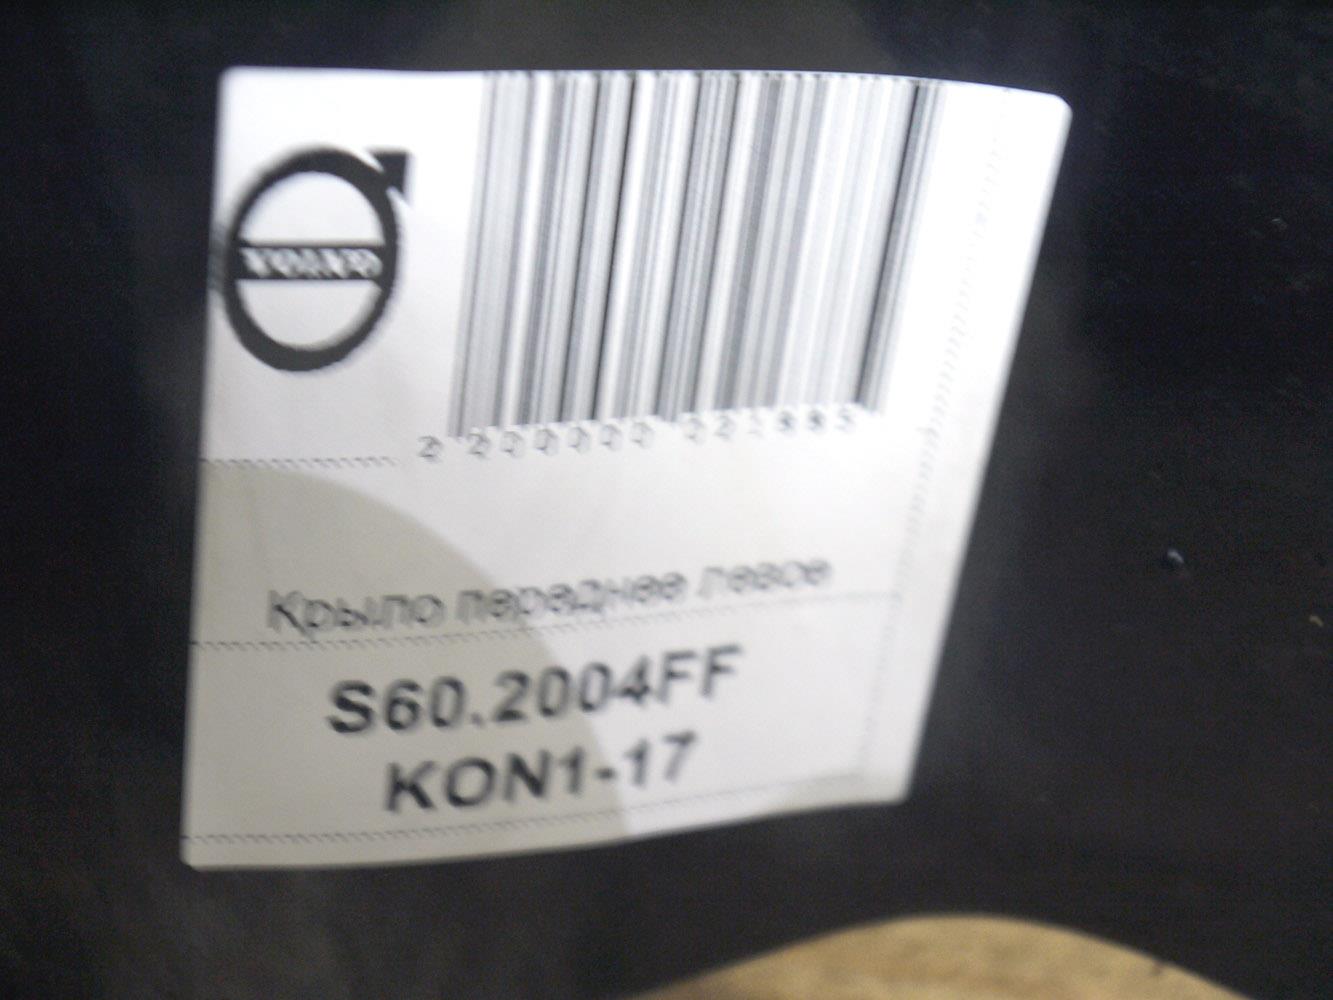 VOLVO
Крыло переднее левое
S60.2004FF
KON1-17